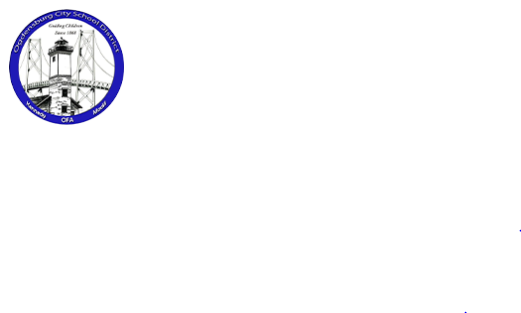 Ogdensburg City School District
Guiding Children
Since 1868
Kennedy OFA Madill